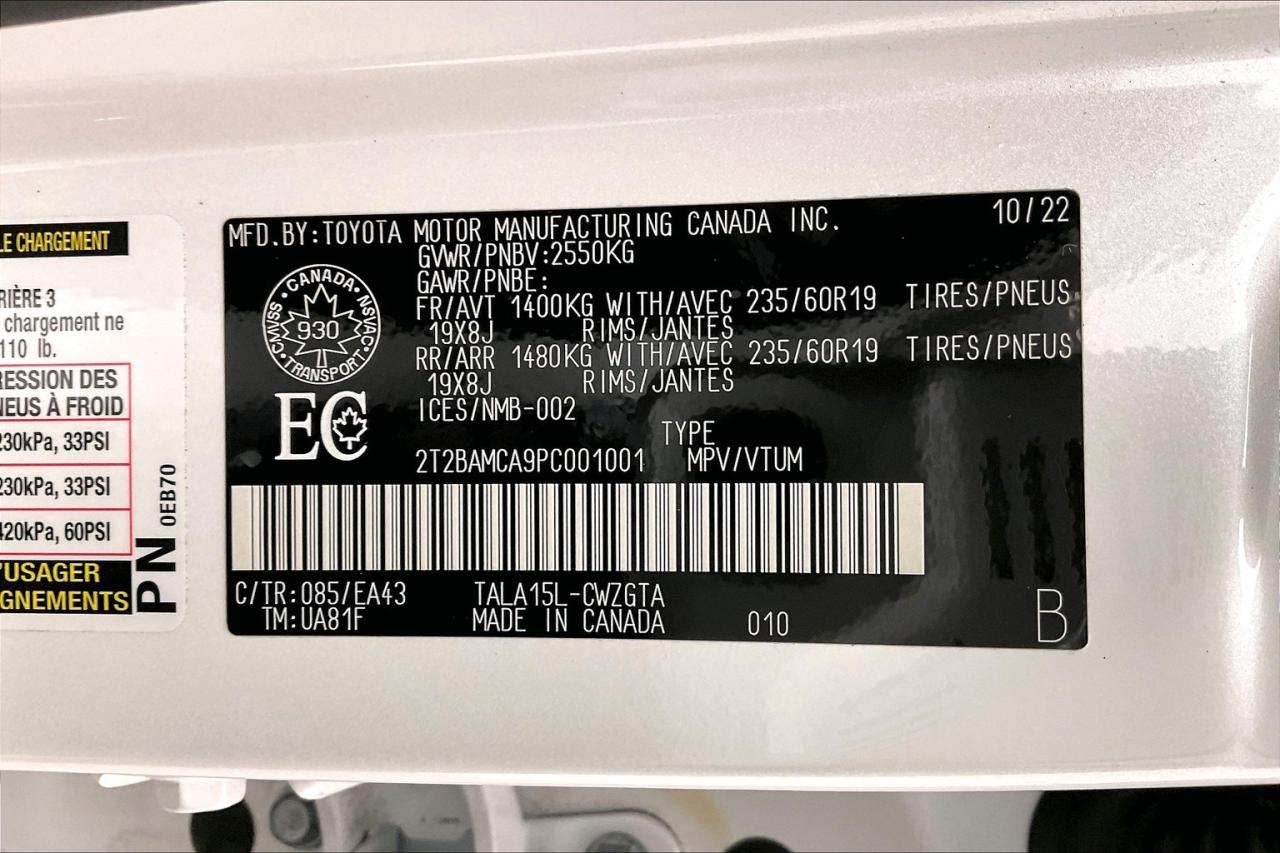 LE CHARGEMENT
RIÈRE 3
chargement ne
110 lb.
RESSION DES
NEUS À FROID
230kPa, 33PSI
230kPa, 33PSI
420kPa, 60PSI
'USAGER
GNEMENTS
PN 0EB70
MFD.BY:TOYOTA MOTOR MANUFACTURING CANADA INC. 10/22
GVWR/PNBV:2550KG
GAWR/PNBE:
FR/AVT 1400KG WITH/AVEC 235/60R19 TIRES/PNEUS
19X8J RIMS/JANTES
RR/ARR 1480KG WITH/AVEC 235/60R19 TIRES/PNEUS
19X8J RIMS/JANTES
ICES/NMB-002
CANADA · NSVAC · TRANSPORT · CMVSS
930
EC
TYPE
2T2BAMCA9PC001001 MPV/VTUM
C/TR:085/EA43 TALA15L-CWZGTA
TM:UA81F MADE IN CANADA 010 B